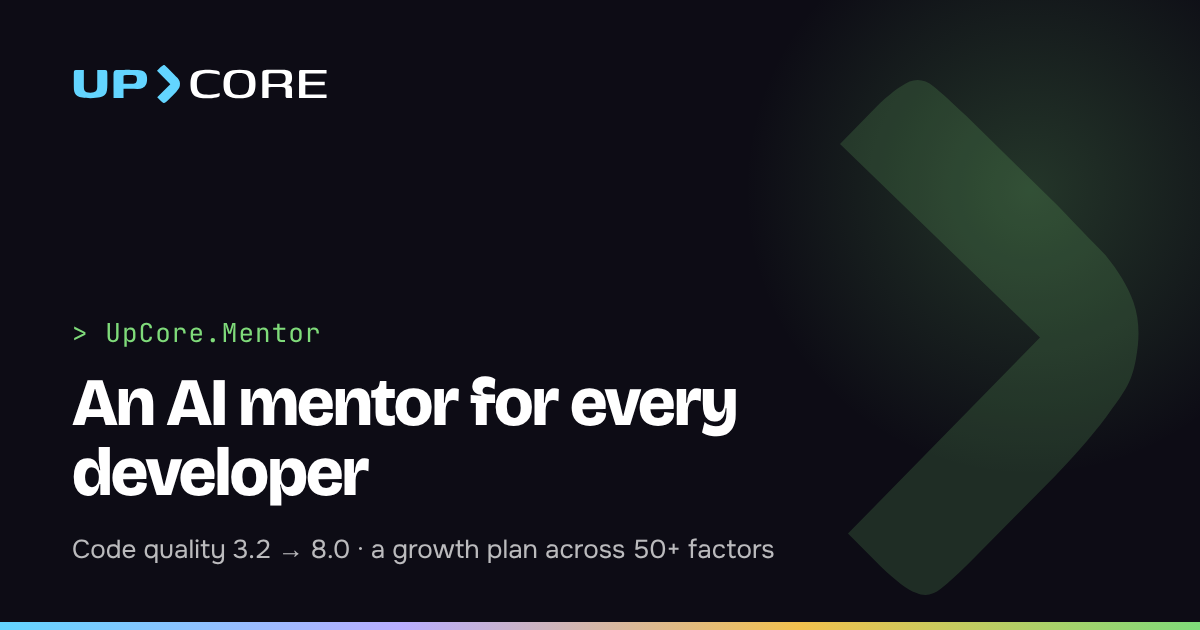 UP CORE
> UpCore.Mentor
An AI mentor for every
developer
Code quality 3.2 → 8.0 · a growth plan across 50+ factors